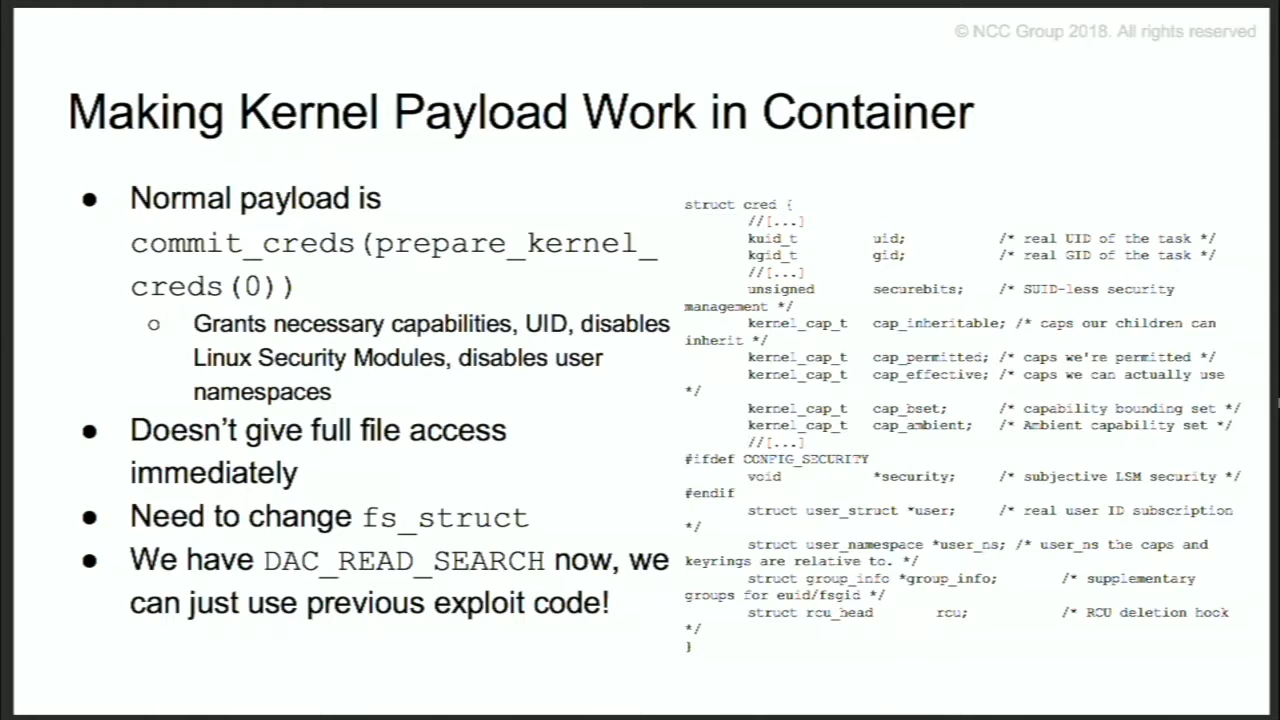 © NCC Group 2018. All rights reserved
Making Kernel Payload Work in Container
● Normal payload is
commit_creds(prepare_kernel_
creds(0))
○ Grants necessary capabilities, UID, disables
Linux Security Modules, disables user
namespaces
● Doesn't give full file access
immediately
● Need to change fs_struct
● We have DAC_READ_SEARCH now, we
can just use previous exploit code!
struct cred {
//[...]
kuid_t uid; /* real UID of the task */
kgid_t gid; /* real GID of the task */
//[...]
unsigned securebits; /* SUID-less security
management */
kernel_cap_t cap_inheritable; /* caps our children can
inherit */
kernel_cap_t cap_permitted; /* caps we're permitted */
kernel_cap_t cap_effective; /* caps we can actually use
*/
kernel_cap_t cap_bset; /* capability bounding set */
kernel_cap_t cap_ambient; /* Ambient capability set */
//[...]
#ifdef CONFIG_SECURITY
void *security; /* subjective LSM security */
#endif
struct user_struct *user; /* real user ID subscription
*/
struct user_namespace *user_ns; /* user_ns the caps and
keyrings are relative to. */
struct group_info *group_info; /* supplementary
groups for euid/fsgid */
struct rcu_head rcu; /* RCU deletion hook
*/
}